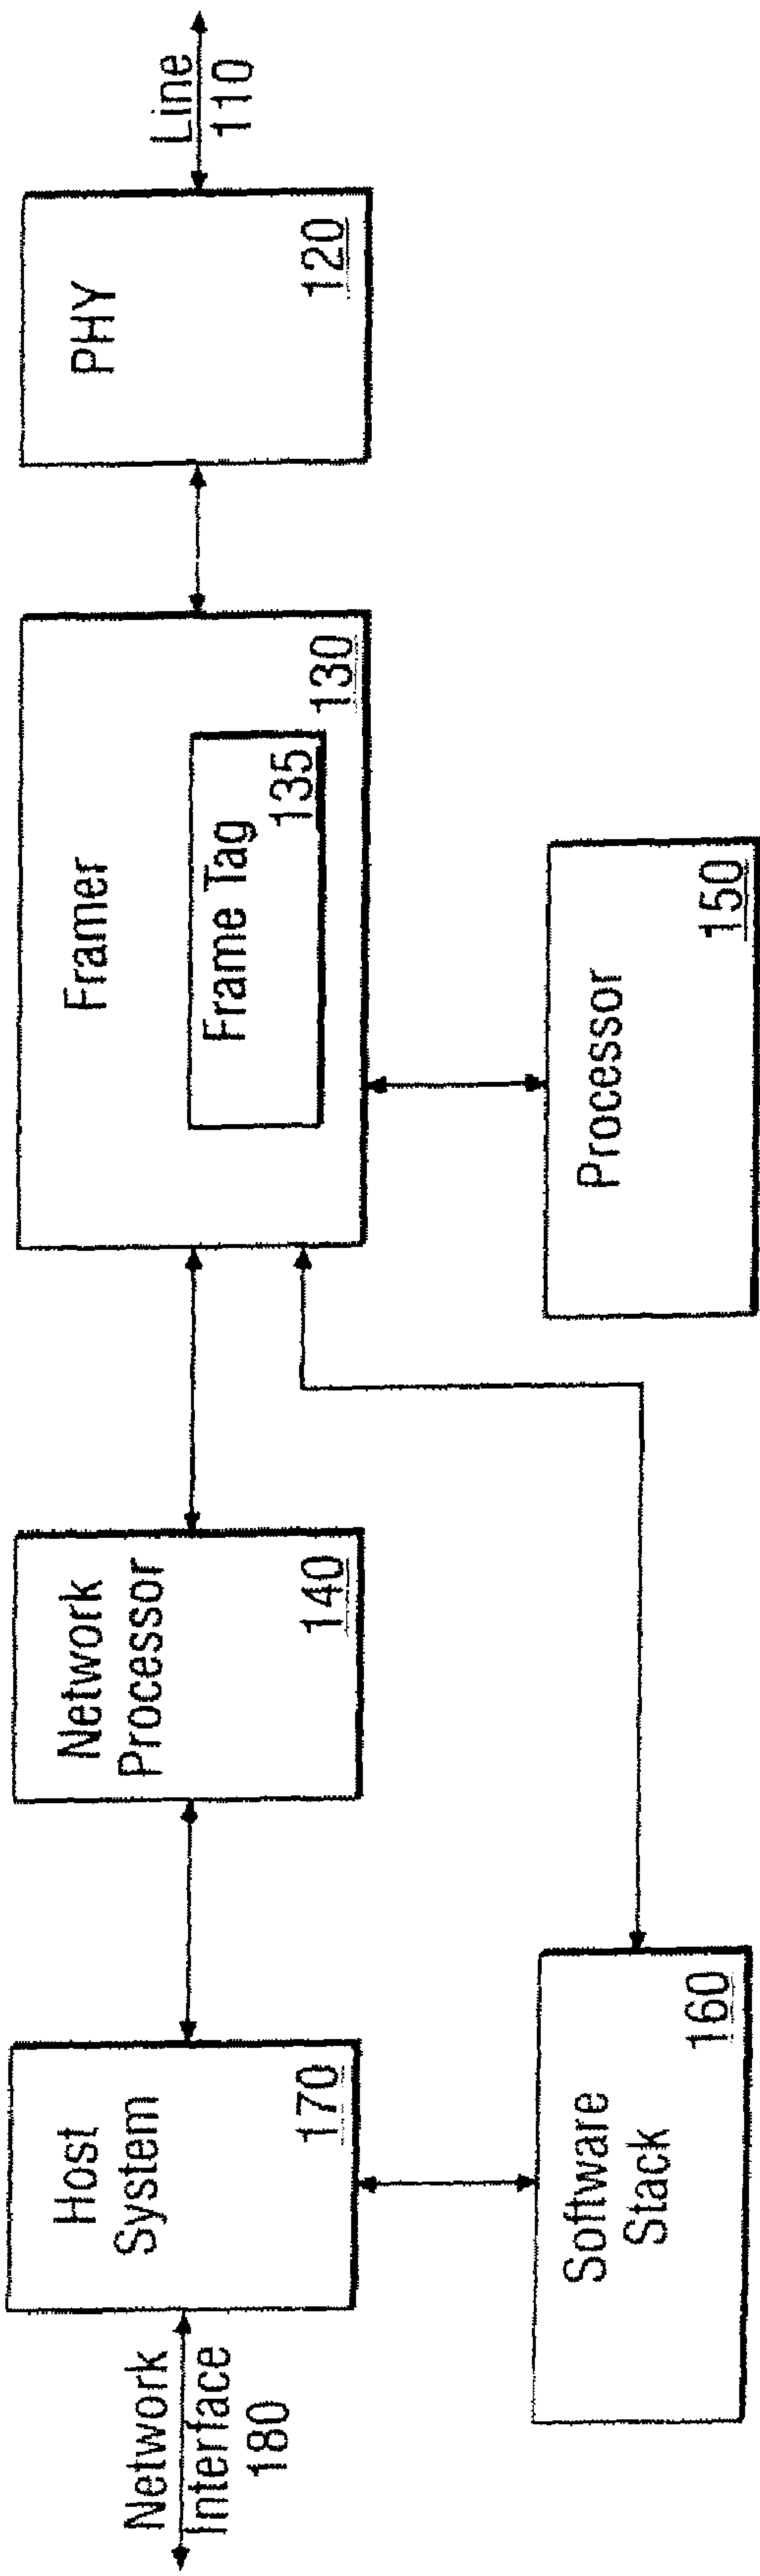 Network
Interface
180
Host
System
170
Network
Processor
140
Framer
130
Frame Tag
135
PHY
120
Line
110
Software
Stack
160
Processor
150